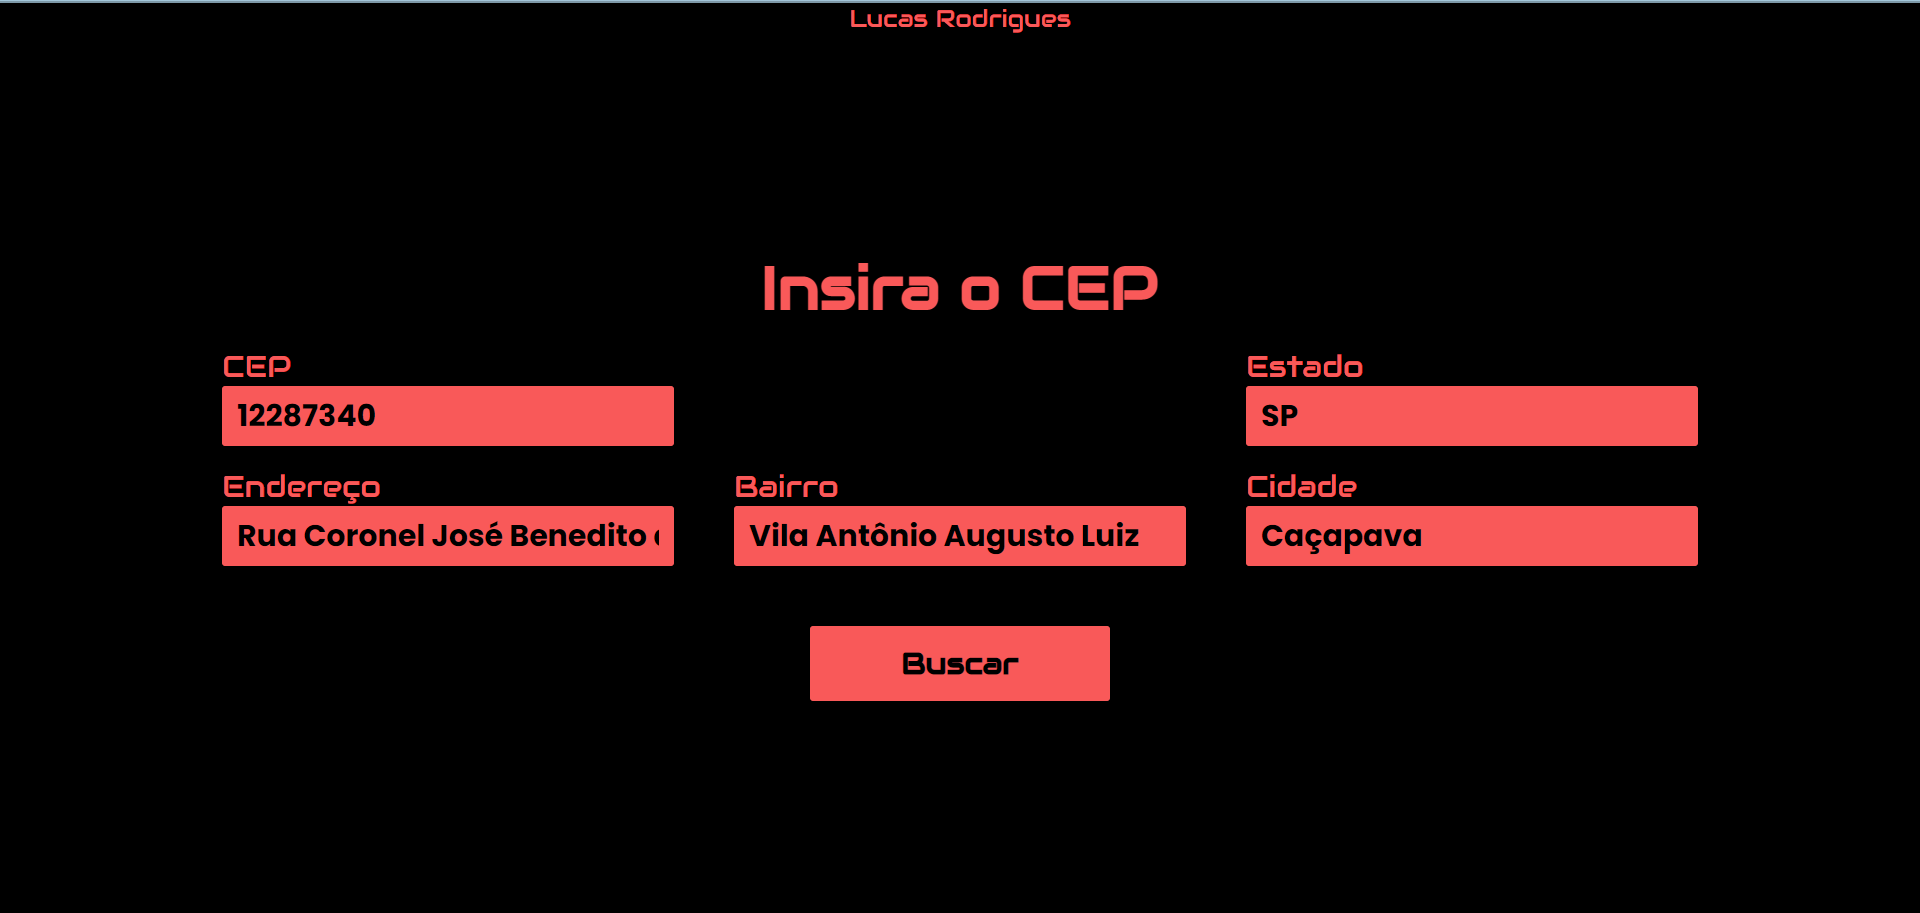 Lucas Rodrigues
Insira o CEP
CEP
12287340
Estado
SP
Endereço
Rua Coronel José Benedito
Bairro
Vila Antônio Augusto Luiz
Cidade
Caçapava
Buscar